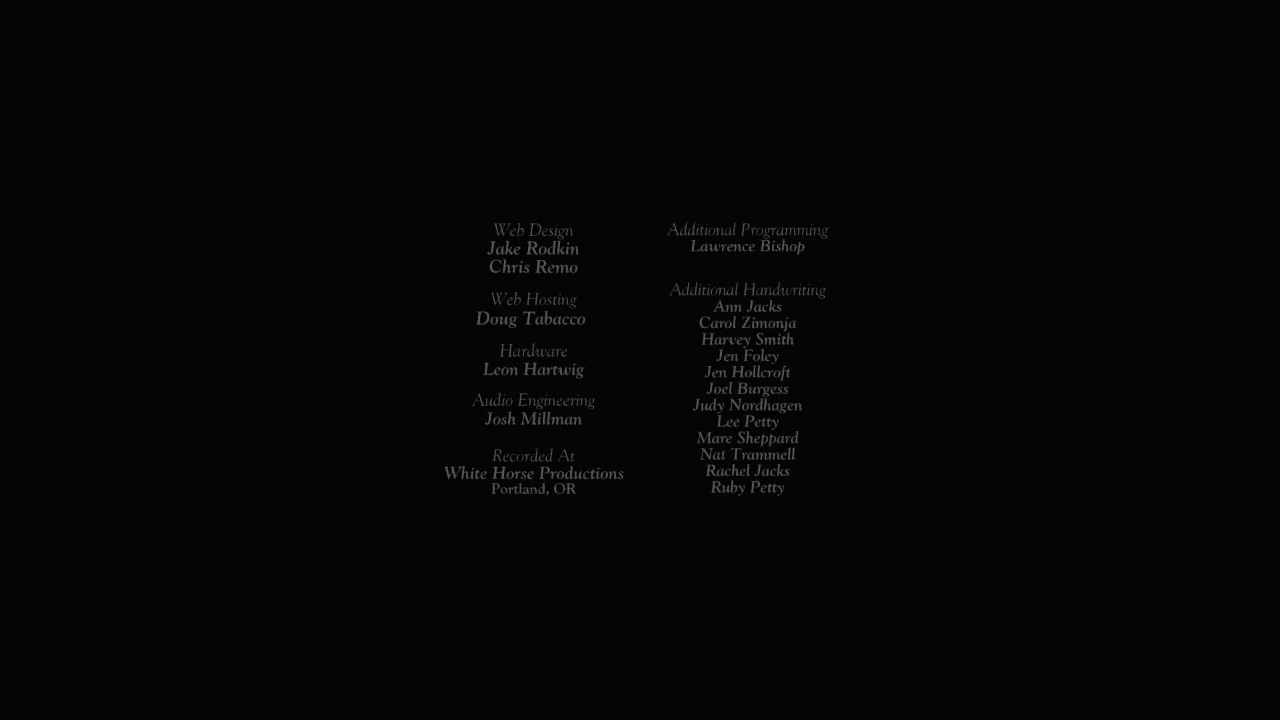 Web Design
Jake Rodkin
Chris Remo
Web Hosting
Doug Tabacco
Hardware
Leon Hartwig
Audio Engineering
Josh Millman
Recorded At
White Horse Productions
Portland, OR
Additional Programming
Lawrence Bishop
Additional Handwriting
Ann Jacks
Carol Zimonja
Harvey Smith
Jen Foley
Jen Hollcroft
Joel Burgess
Judy Nordhagen
Lee Petty
Mare Sheppard
Nat Trammell
Rachel Jacks
Ruby Petty